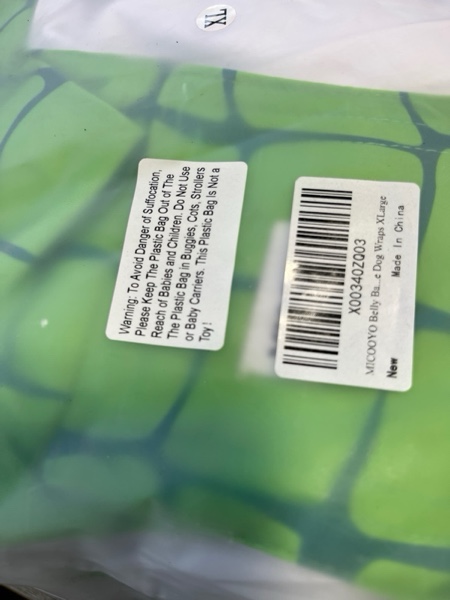 XL
Warning: To Avoid Danger of Suffocation,
Please Keep The Plastic Bag Out of The
Reach of Babies and Children. Do Not Use
The Plastic Bag in Buggies, Cots, Strollers
or Baby Carriers. This Plastic Bag Is Not a
Toy!
X00340ZQ03
MICOOYO Belly Ba...e Dog Wraps XLarge
New
Made In China